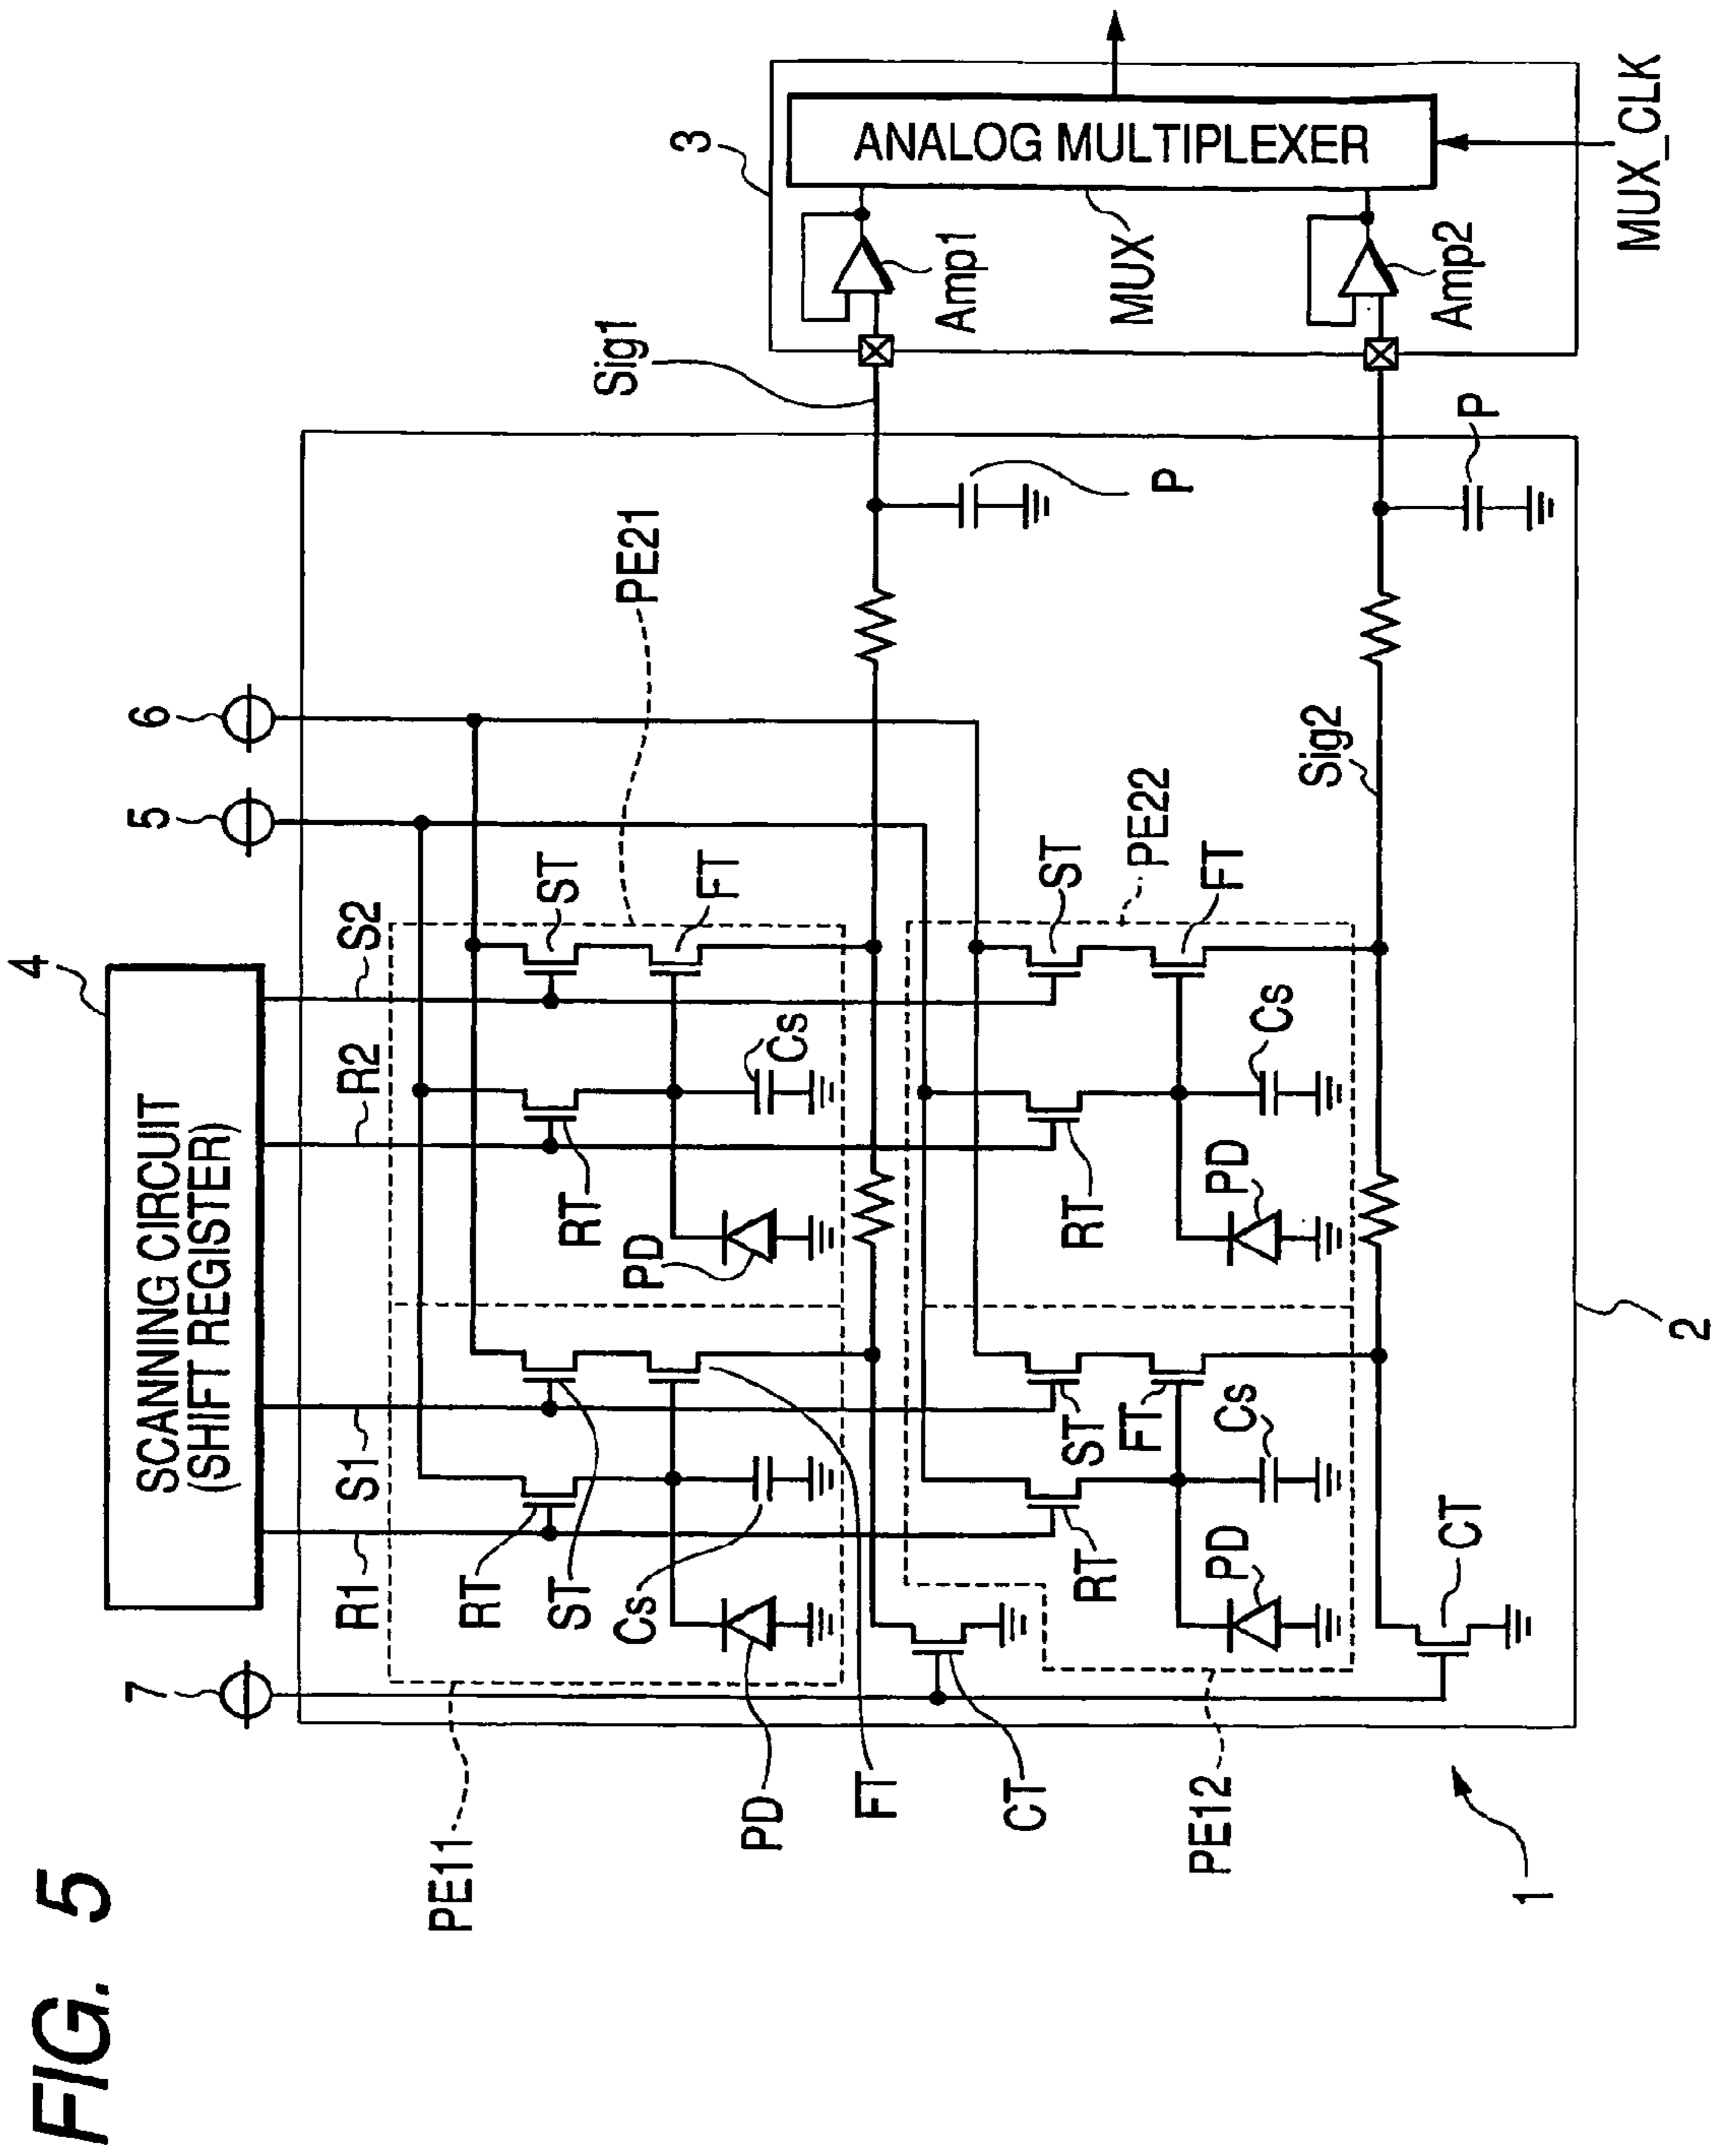 FIG. 5
4
SCANNING CIRCUIT
(SHIFT REGISTER)
7
5
6
R1
S1
R2
S2
RT
ST
Cs
PD
FT
PE11
RT
PD
Cs
ST
FT
PE21
CT
Sig1
P
3
Amp1
MUX
ANALOG MULTIPLEXER
Amp2
MUX_CLK
RT
PD
ST
FT
Cs
PE12
RT
PD
Cs
ST
FT
PE22
Sig2
P
CT
1
2